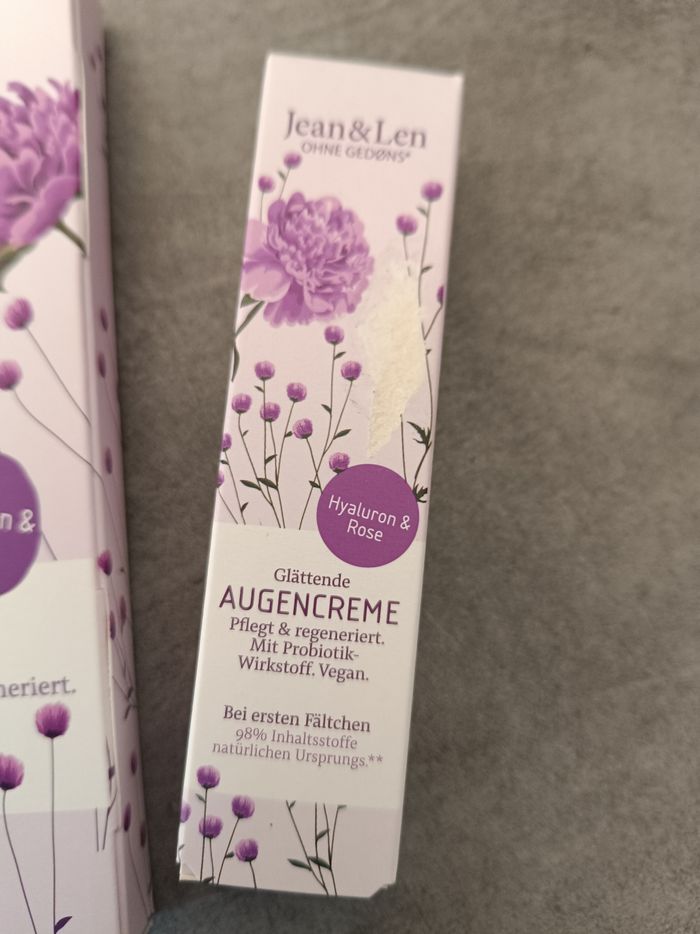 Jean&Len
OHNE GEDØNS*
Hyaluron &
Rose
Glättende
AUGENCREME
Pflegt & regeneriert.
Mit Probiotik-
Wirkstoff. Vegan.
Bei ersten Fältchen
98% Inhaltsstoffe
natürlichen Ursprungs.**
n &
neriert.